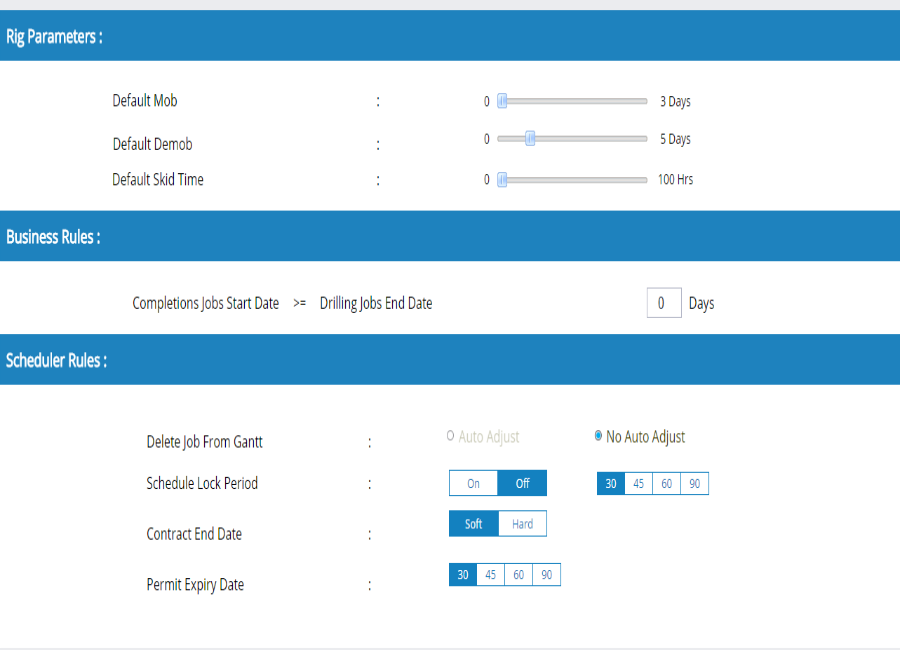 Rig Parameters :
Default Mob : 0 3 Days
Default Demob : 0 5 Days
Default Skid Time : 0 100 Hrs
Business Rules :
Completions Jobs Start Date >= Drilling Jobs End Date 0 Days
Scheduler Rules :
Delete Job From Gantt : Auto Adjust No Auto Adjust
Schedule Lock Period : On Off 30 45 60 90
Contract End Date : Soft Hard
Permit Expiry Date : 30 45 60 90